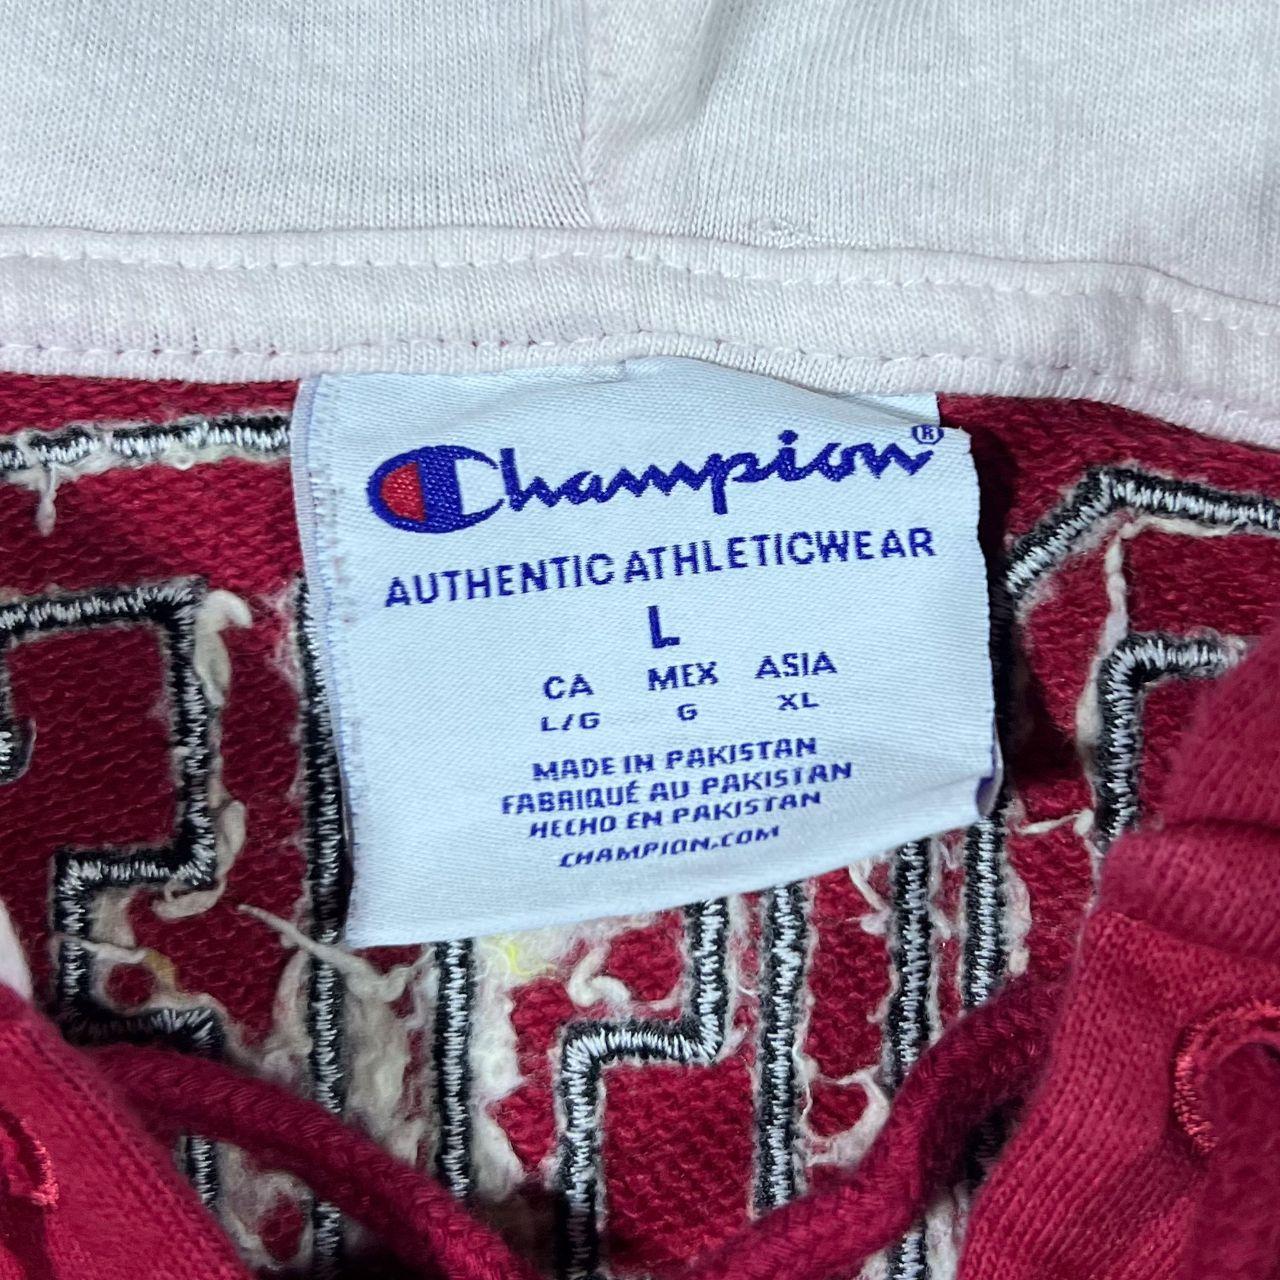 Champion®
AUTHENTIC ATHLETICWEAR
L
CA MEX ASIA
L/G G XL
MADE IN PAKISTAN
FABRIQUÉ AU PAKISTAN
HECHO EN PAKISTAN
CHAMPION.COM